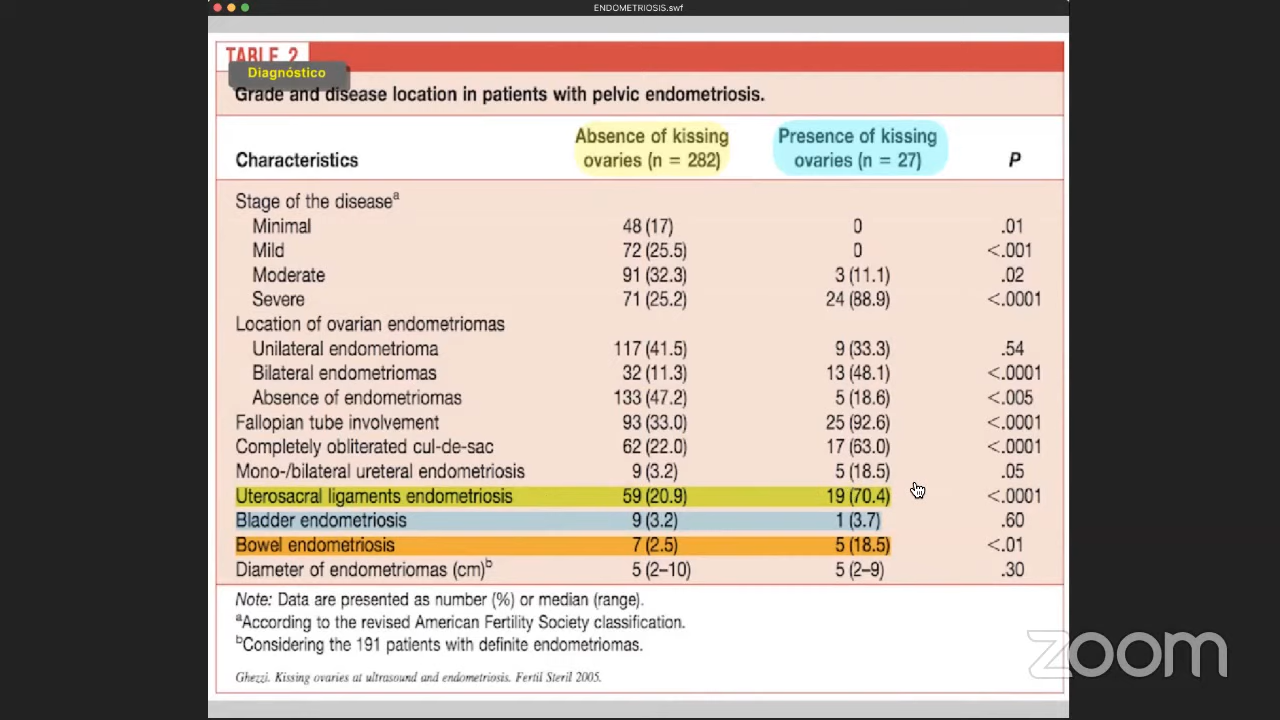 ENDOMETRIOSIS.swf
TABLE 2
Diagnóstico
Grade and disease location in patients with pelvic endometriosis.
Characteristics Absence of kissing ovaries (n = 282) Presence of kissing ovaries (n = 27) P
Stage of the diseaseᵃ
Minimal 48 (17) 0 .01
Mild 72 (25.5) 0 <.001
Moderate 91 (32.3) 3 (11.1) .02
Severe 71 (25.2) 24 (88.9) <.0001
Location of ovarian endometriomas
Unilateral endometrioma 117 (41.5) 9 (33.3) .54
Bilateral endometriomas 32 (11.3) 13 (48.1) <.0001
Absence of endometriomas 133 (47.2) 5 (18.6) <.005
Fallopian tube involvement 93 (33.0) 25 (92.6) <.0001
Completely obliterated cul-de-sac 62 (22.0) 17 (63.0) <.0001
Mono-/bilateral ureteral endometriosis 9 (3.2) 5 (18.5) .05
Uterosacral ligaments endometriosis 59 (20.9) 19 (70.4) <.0001
Bladder endometriosis 9 (3.2) 1 (3.7) .60
Bowel endometriosis 7 (2.5) 5 (18.5) <.01
Diameter of endometriomas (cm)ᵇ 5 (2–10) 5 (2–9) .30
Note: Data are presented as number (%) or median (range).
ᵃAccording to the revised American Fertility Society classification.
ᵇConsidering the 191 patients with definite endometriomas.
Ghezzi. Kissing ovaries at ultrasound and endometriosis. Fertil Steril 2005.
zoom